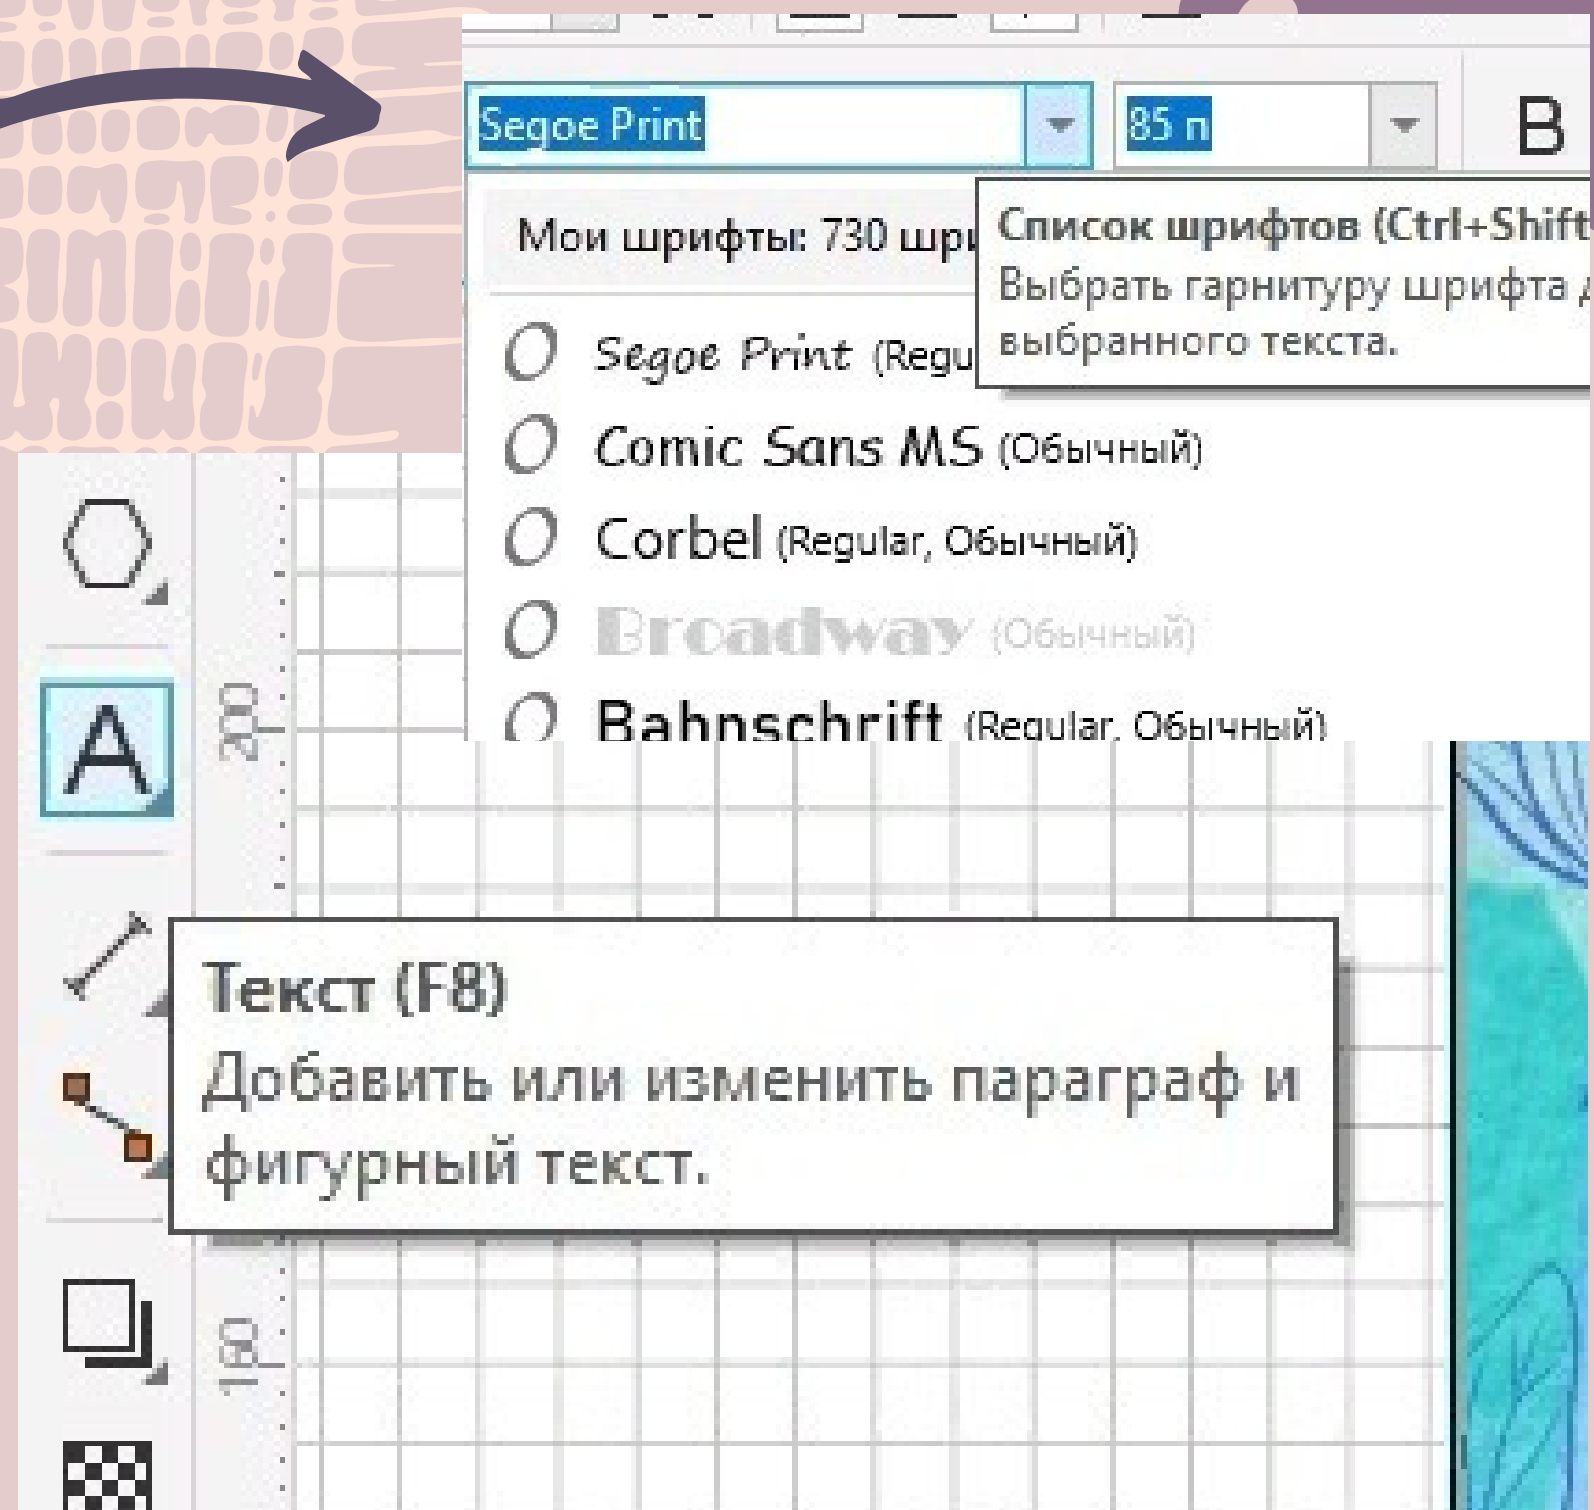 Segoe Print
85 п
B
Мои шрифты: 730
Список шрифтов (Ctrl+Shift
Выбрать гарнитуру шрифта
выбранного текста.
Segoe Print (Regu
Comic Sans MS (Обычный)
Corbel (Regular, Обычный)
Broadway (Обычный)
Bahnschrift (Regular, Обычный)
A
200
Текст (F8)
Добавить или изменить параграф и
фигурный текст.
180